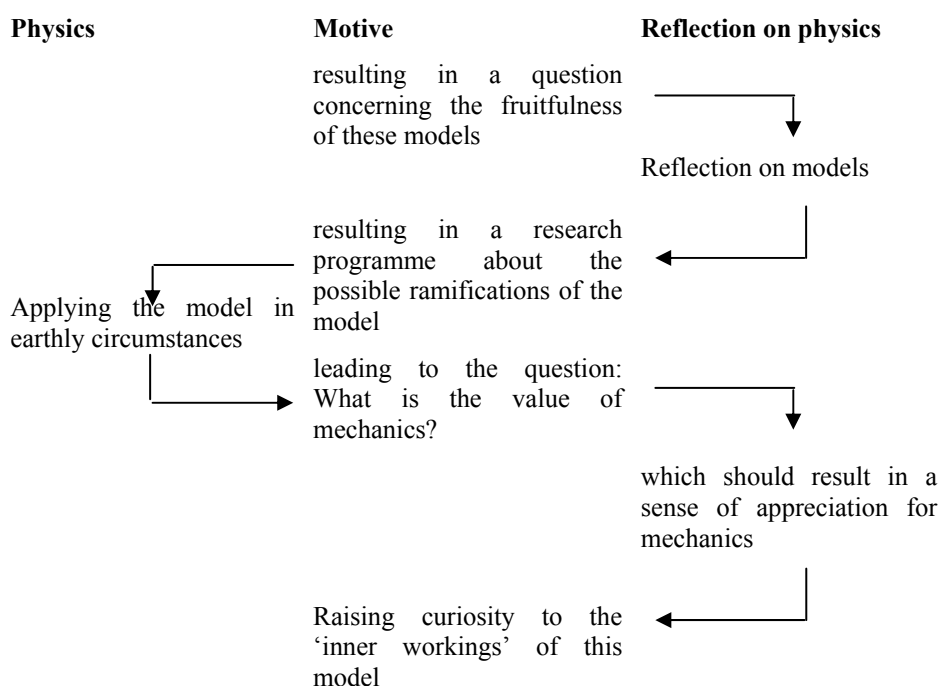 Physics Motive Reflection on physics
resulting in a question
concerning the fruitfulness
of these models
Reflection on models
resulting in a research
programme about the
possible ramifications of the
model
Applying the model in
earthly circumstances
leading to the question:
What is the value of
mechanics?
which should result in a
sense of appreciation for
mechanics
Raising curiosity to the
‘inner workings’ of this
model